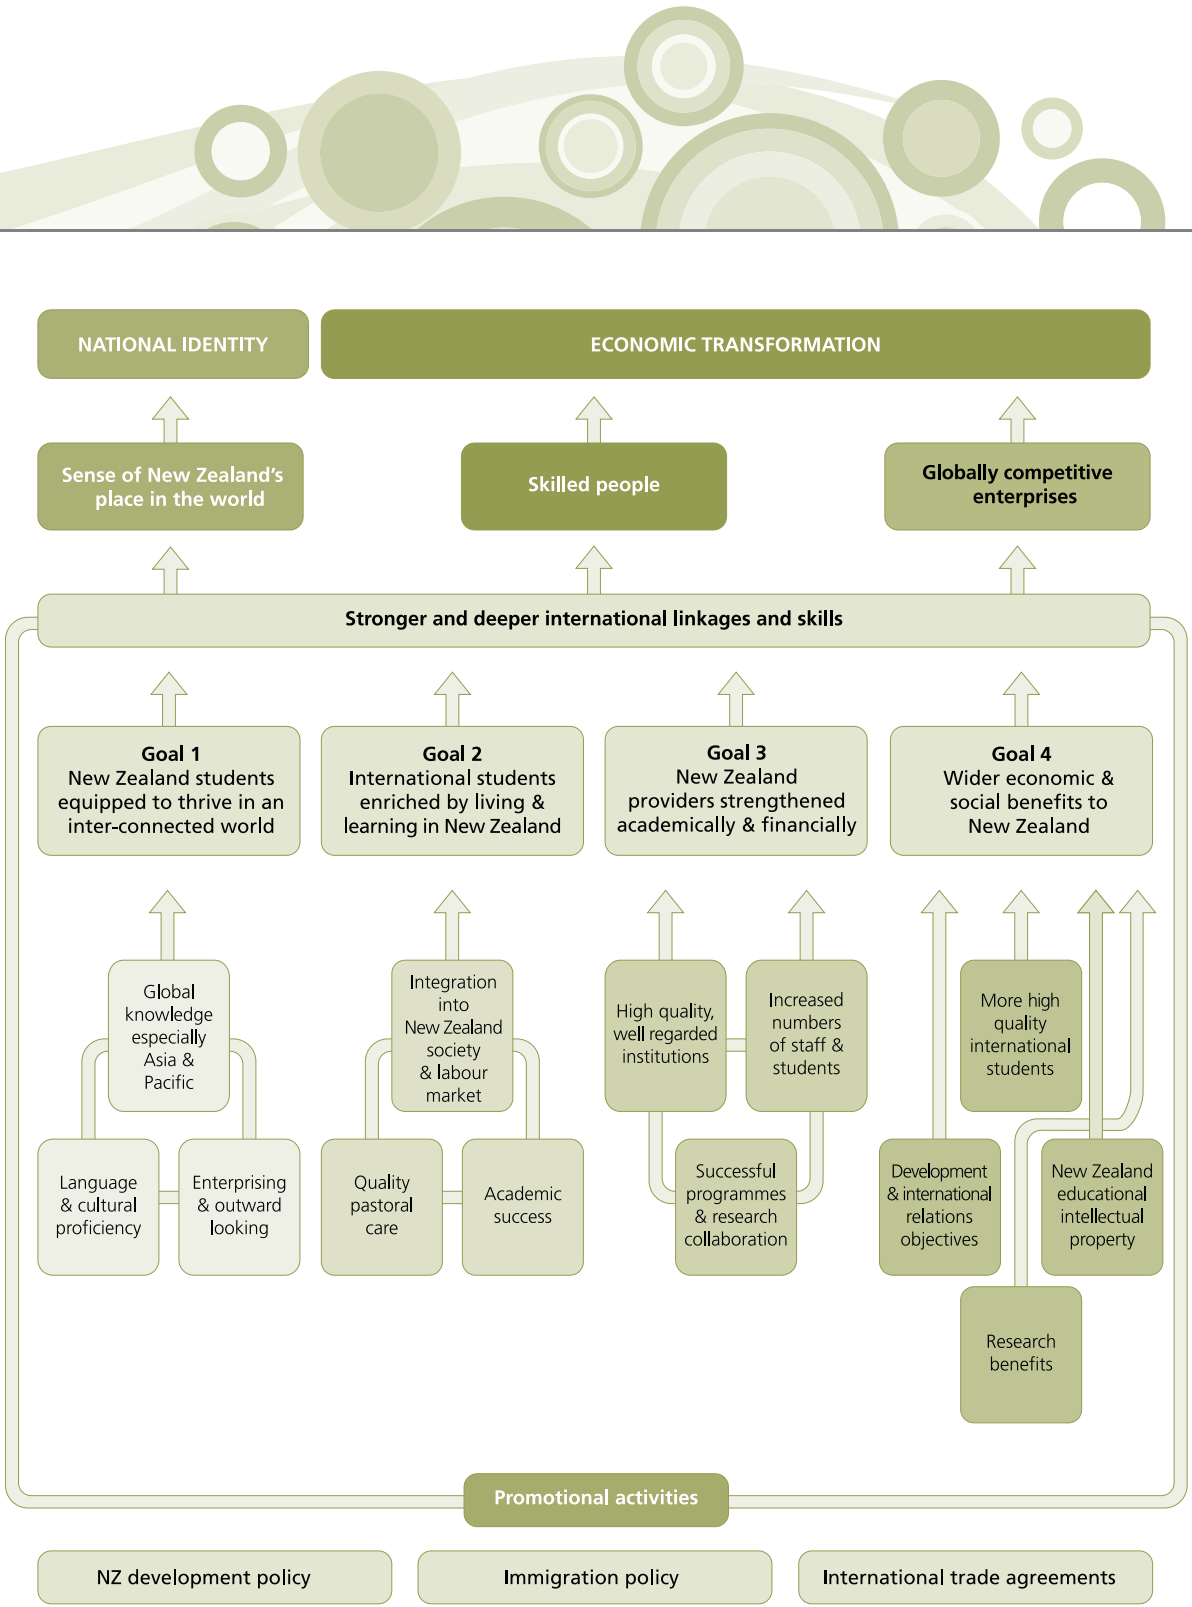 NATIONAL IDENTITY
ECONOMIC TRANSFORMATION
Sense of New Zealand’s
place in the world
Skilled people
Globally competitive
enterprises
Stronger and deeper international linkages and skills
Goal 1
New Zealand students
equipped to thrive in an
inter-connected world
Goal 2
International students
enriched by living &
learning in New Zealand
Goal 3
New Zealand
providers strengthened
academically & financially
Goal 4
Wider economic &
social benefits to
New Zealand
Global
knowledge
especially
Asia &
Pacific
Language
& cultural
proficiency
Enterprising
& outward
looking
Integration
into
New Zealand
society
& labour
market
Quality
pastoral
care
Academic
success
High quality,
well regarded
institutions
Increased
numbers
of staff &
students
Successful
programmes
& research
collaboration
More high
quality
international
students
Development
& international
relations
objectives
New Zealand
educational
intellectual
property
Research
benefits
Promotional activities
NZ development policy
Immigration policy
International trade agreements